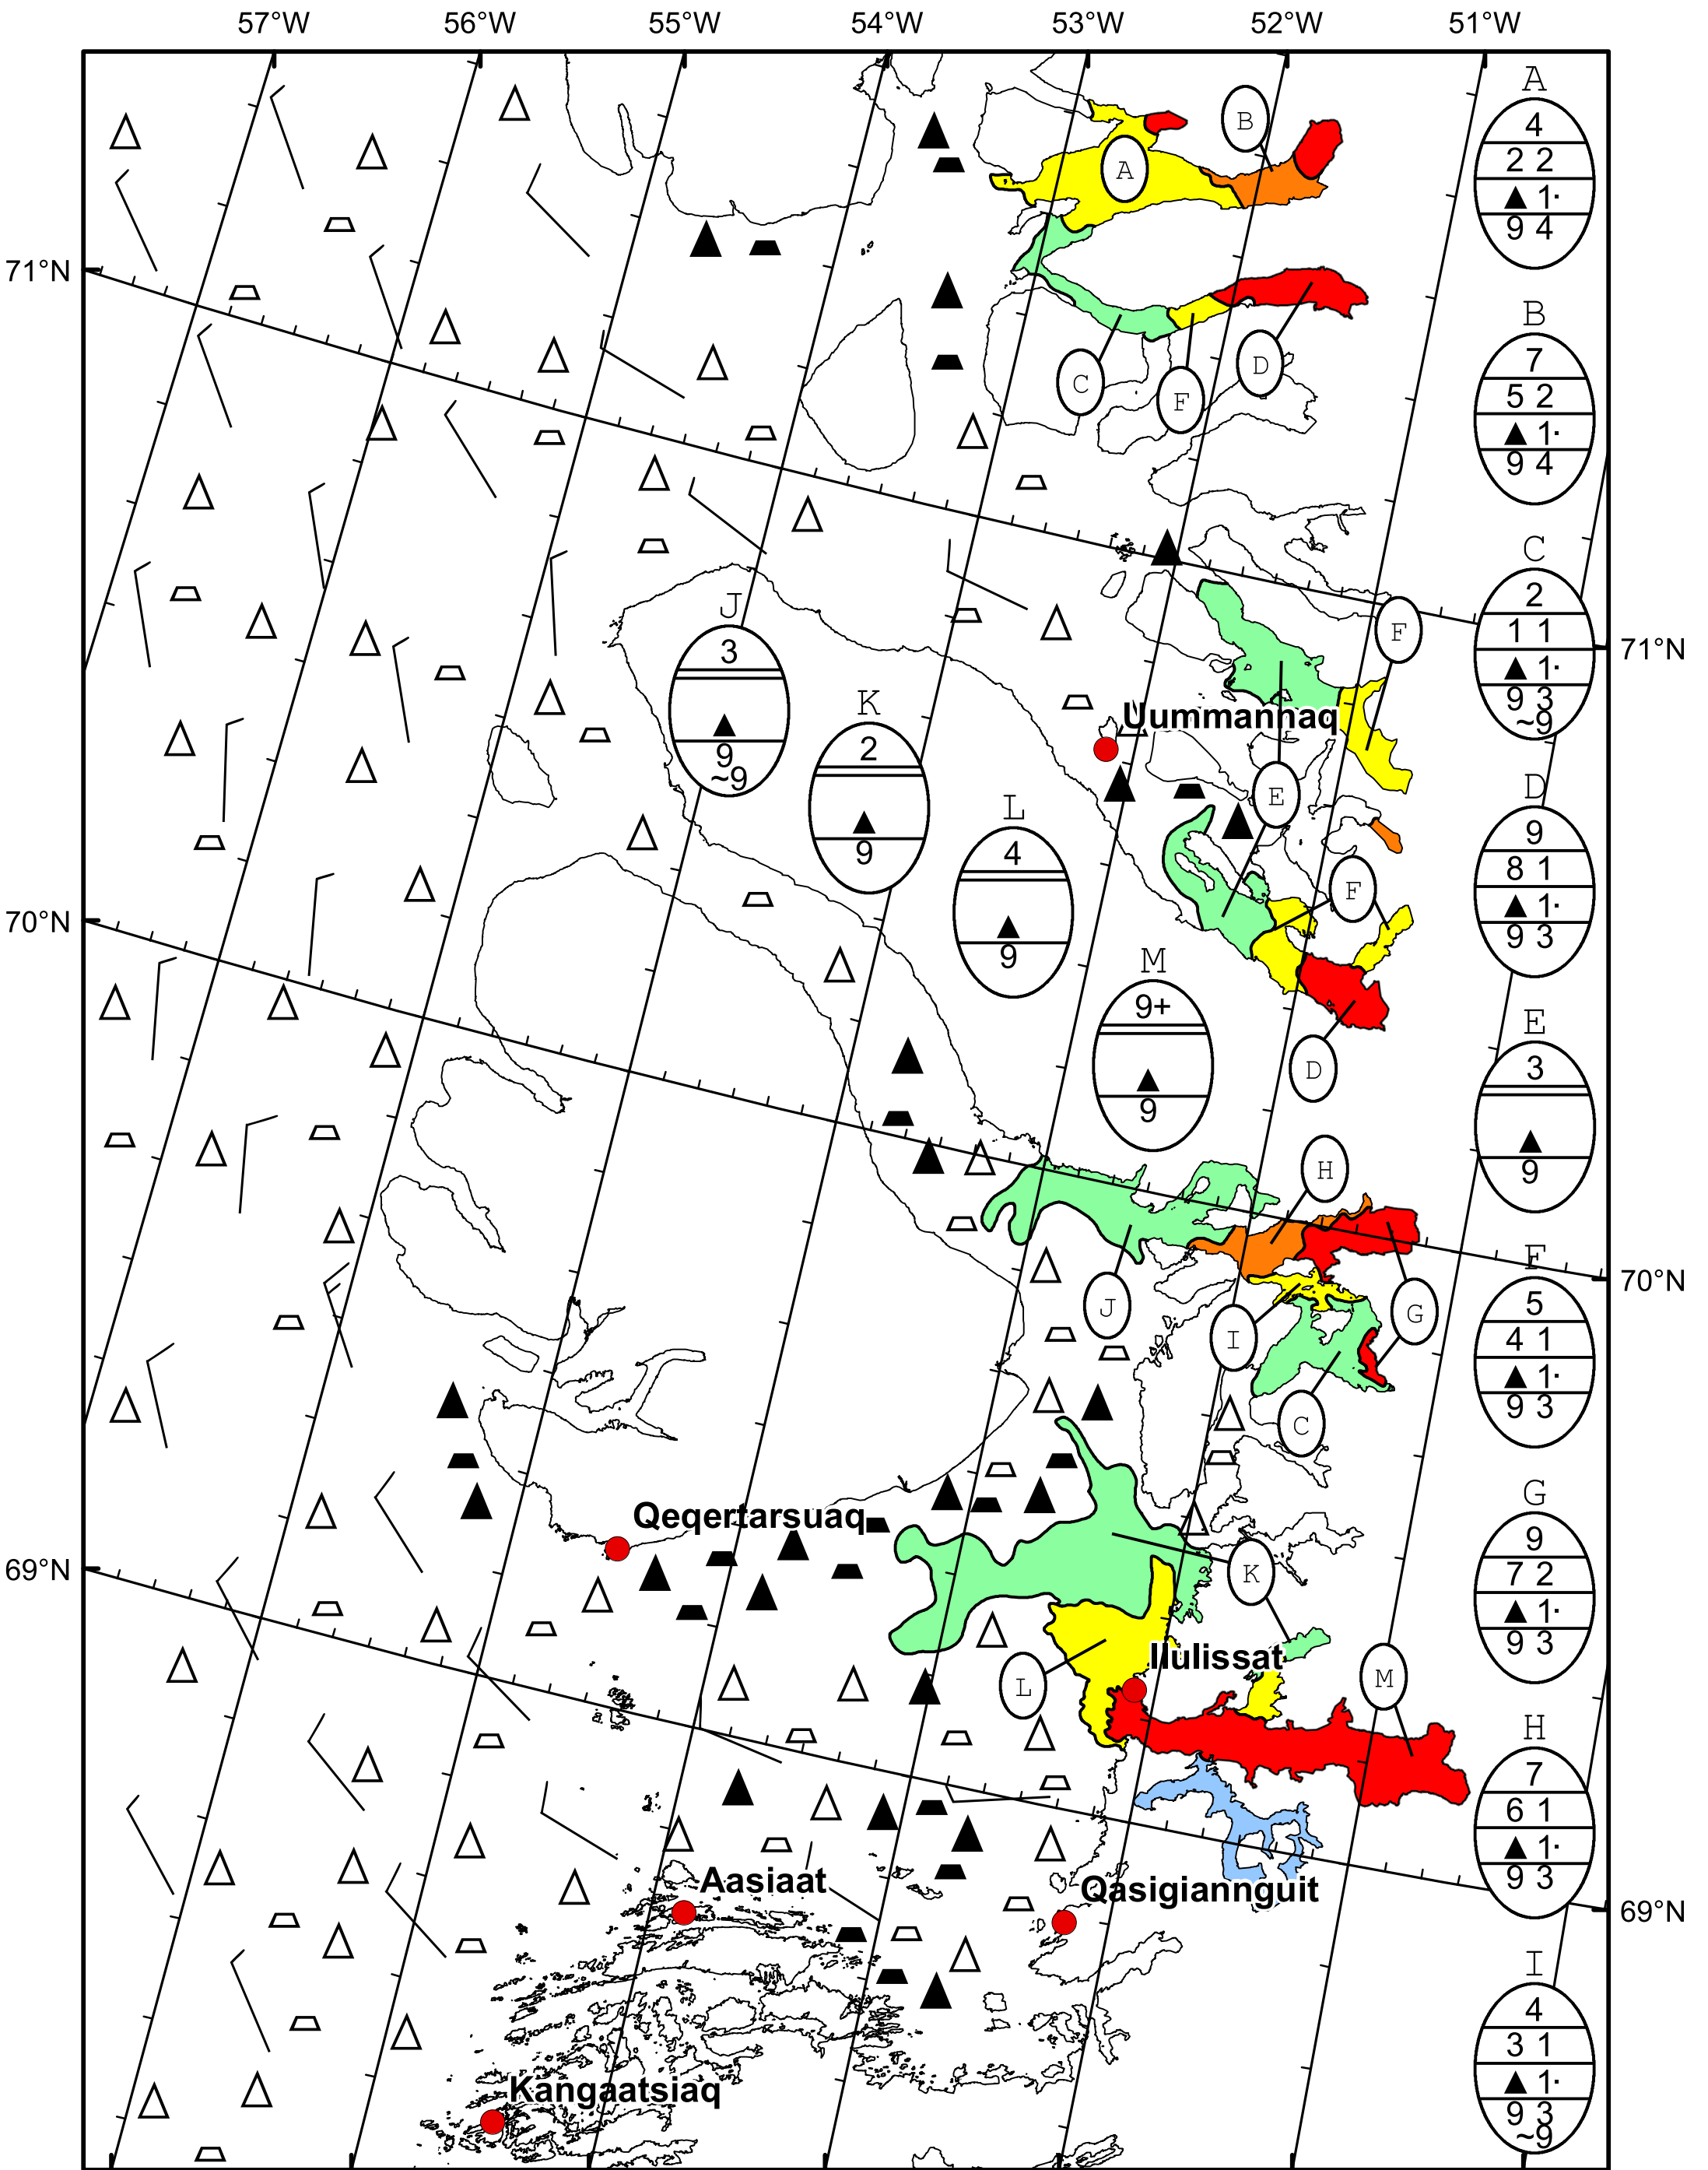 57°W 56°W 55°W 54°W 53°W 52°W 51°W
71°N
70°N
69°N
71°N
70°N
69°N
A
B
C
F
D
F
E
F
D
H
J
I
G
C
K
L
M
Uummannaq
Qeqertarsuaq
Ilulissat
Aasiaat
Qasigiannguit
Kangaatsiaq
J
3
9
~9
K
2
9
L
4
9
M
9+
9
A
4
2 2
▲ 1·
9 4
B
7
5 2
▲ 1·
9 4
C
2
1 1
▲ 1·
9 3
~9
D
9
8 1
▲ 1·
9 3
E
3
9
F
5
4 1
▲ 1·
9 3
G
9
7 2
▲ 1·
9 3
H
7
6 1
▲ 1·
9 3
I
4
3 1
▲ 1·
9 3
~9